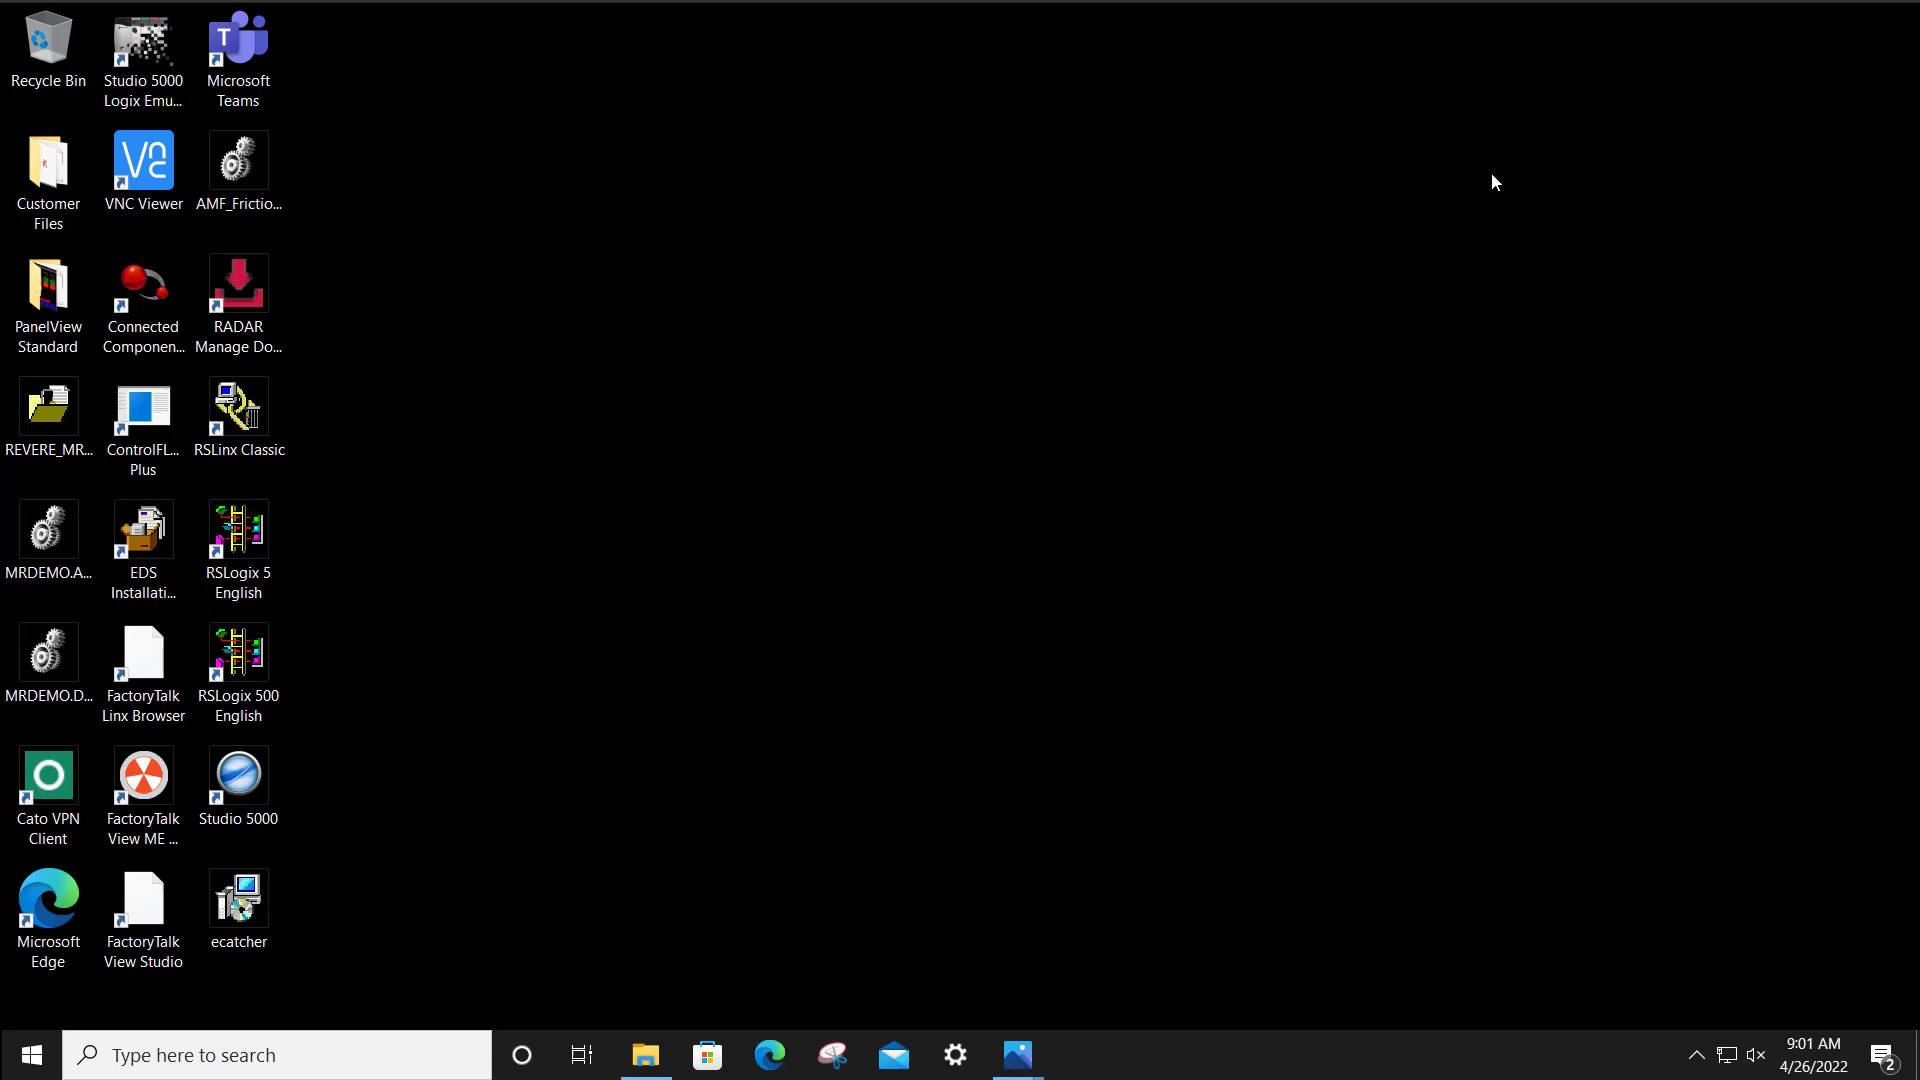 Recycle Bin
Studio 5000
Logix Emu...
T
Microsoft
Teams
Customer
Files
VNC Viewer
AMF_Frictio...
PanelView
Standard
Connected
Componen...
RADAR
Manage Do...
REVERE_MR...
ControlFL...
Plus
RSLinx Classic
MRDEMO.A...
EDS
Installati...
RSLogix 5
English
MRDEMO.D...
FactoryTalk
Linx Browser
RSLogix 500
English
Cato VPN
Client
FactoryTalk
View ME ...
Studio 5000
Microsoft
Edge
FactoryTalk
View Studio
ecatcher
Type here to search
9:01 AM
4/26/2022
2